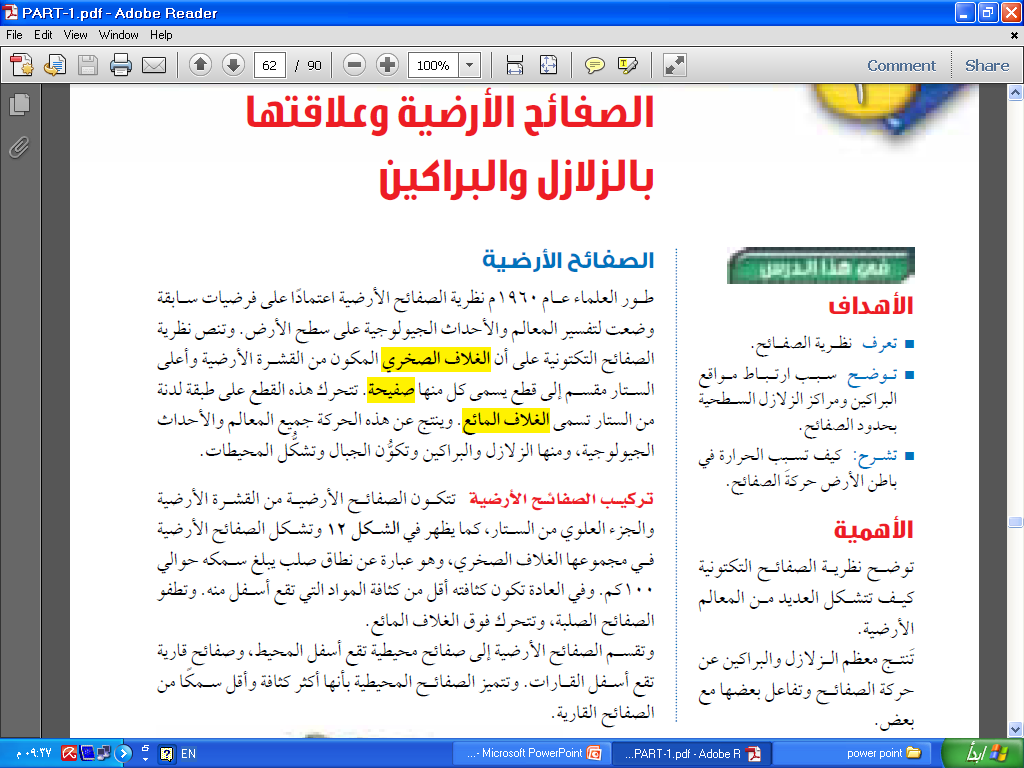 PART-1.pdf - Adobe Reader
File Edit View Window Help
62 / 90 100% Comment Share
الصفائح الأرضية وعلاقتها
بالزلازل والبراكين
في هذا الدرس
الأهداف
تعرف نظرية الصفائح.
توضح سبب ارتباط مواقع
البراكين ومراكز الزلازل السطحية
بحدود الصفائح.
تشرح: كيف تسبب الحرارة في
باطن الأرض حركةَ الصفائح.
الأهمية
توضح نظرية الصفائح التكتونية
كيف تتشكل العديد من المعالم
الأرضية.
تَنتج معظم الزلازل والبراكين عن
حركة الصفائح وتفاعل بعضها مع
بعض.
الصفائح الأرضية
طور العلماء عام ١٩٦٠م نظرية الصفائح الأرضية اعتمادًا على فرضيات سابقة
وضعت لتفسير المعالم والأحداث الجيولوجية على سطح الأرض. وتنص نظرية
الصفائح التكتونية على أن الغلاف الصخري المكون من القشرة الأرضية وأعلى
الستار مقسم إلى قطع يسمى كل منها صفيحة. تتحرك هذه القطع على طبقة لدنة
من الستار تسمى الغلاف المائع. وينتج عن هذه الحركة جميع المعالم والأحداث
الجيولوجية، ومنها الزلازل والبراكين وتكوُّن الجبال وتشكُّل المحيطات.
تركيب الصفائح الأرضية تتكون الصفائح الأرضية من القشرة الأرضية
والجزء العلوي من الستار، كما يظهر في الشكل ١٢ وتشكل الصفائح الأرضية
في مجموعها الغلاف الصخري، وهو عبارة عن نطاق صلب يبلغ سمكه حوالي
١٠٠كم. وفي العادة تكون كثافته أقل من كثافة المواد التي تقع أسفل منه. وتطفو
الصفائح الصلبة، وتتحرك فوق الغلاف المائع.
وتقسم الصفائح الأرضية إلى صفائح محيطية تقع أسفل المحيط، وصفائح قارية
تقع أسفل القارات. وتتميز الصفائح المحيطية بأنها أكثر كثافة وأقل سمكًا من
الصفائح القارية.
ابدأ
power point
PART-1.pdf - Adobe R...
Microsoft PowerPoint - ...
EN
٠٩:٣٧ م